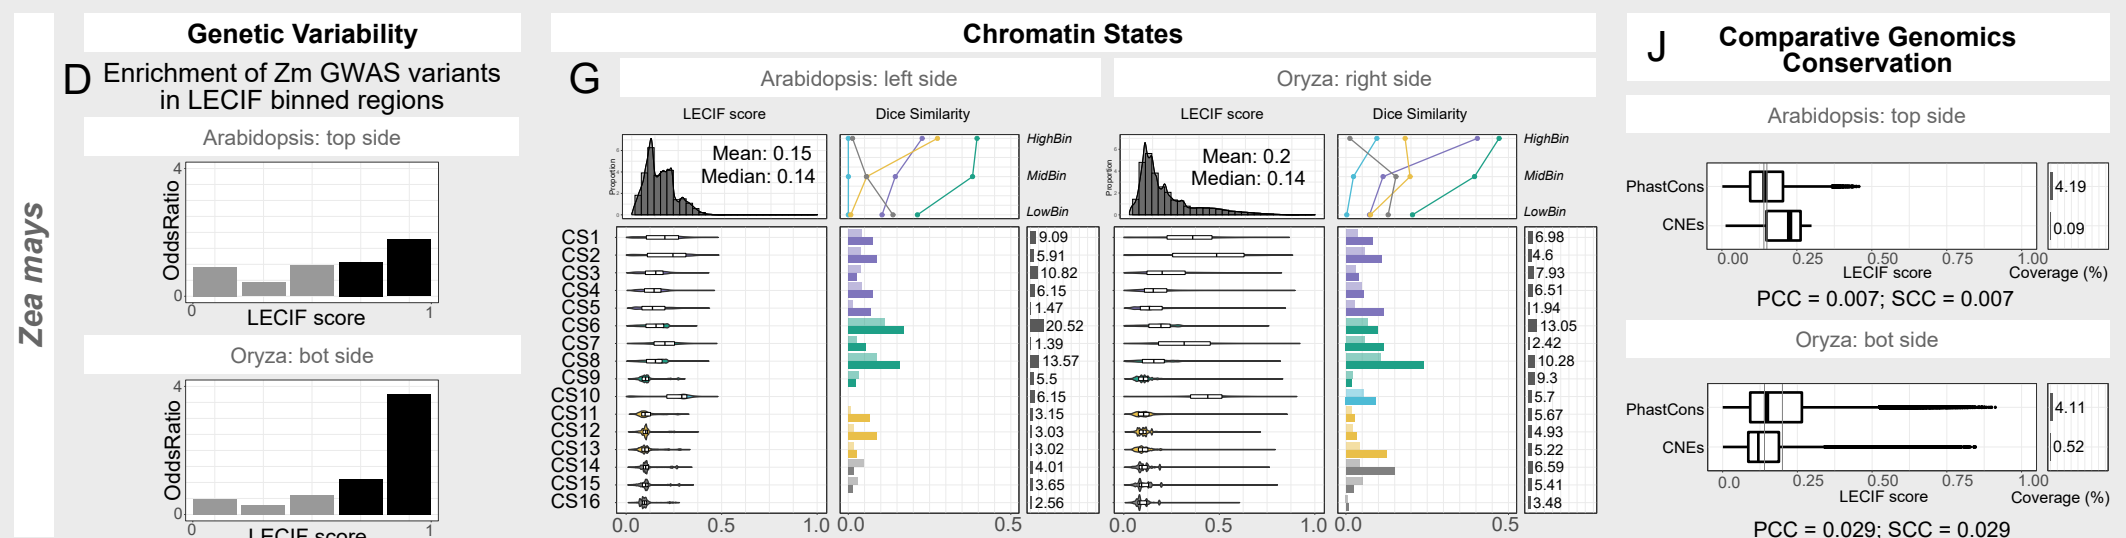 Zea mays
Genetic Variability
D
Enrichment of Zm GWAS variants
in LECIF binned regions
Arabidopsis: top side
4
0
OddsRatio
0
1
LECIF score
Oryza: bot side
4
0
OddsRatio
0
1
LECIF score
Chromatin States
G
Arabidopsis: left side
LECIF score
Dice Similarity
Proportion
Mean: 0.15
Median: 0.14
HighBin
MidBin
LowBin
CS1
CS2
CS3
CS4
CS5
CS6
CS7
CS8
CS9
CS10
CS11
CS12
CS13
CS14
CS15
CS16
9.09
5.91
10.82
6.15
1.47
20.52
1.39
13.57
5.5
6.15
3.15
3.03
3.02
4.01
3.65
2.56
0.0 0.5 1.0
0.0 0.5
Oryza: right side
LECIF score
Dice Similarity
Proportion
Mean: 0.2
Median: 0.14
HighBin
MidBin
LowBin
6.98
4.6
7.93
6.51
1.94
13.05
2.42
10.28
9.3
5.7
5.67
4.93
5.22
6.59
5.41
3.48
0.0 0.5 1.0
0.0 0.5
J
Comparative Genomics
Conservation
Arabidopsis: top side
PhastCons
CNEs
4.19
0.09
0.00 0.25 0.50 0.75 1.00
LECIF score
Coverage (%)
PCC = 0.007; SCC = 0.007
Oryza: bot side
PhastCons
CNEs
4.11
0.52
0.0 0.25 0.50 0.75 1.00
LECIF score
Coverage (%)
PCC = 0.029; SCC = 0.029